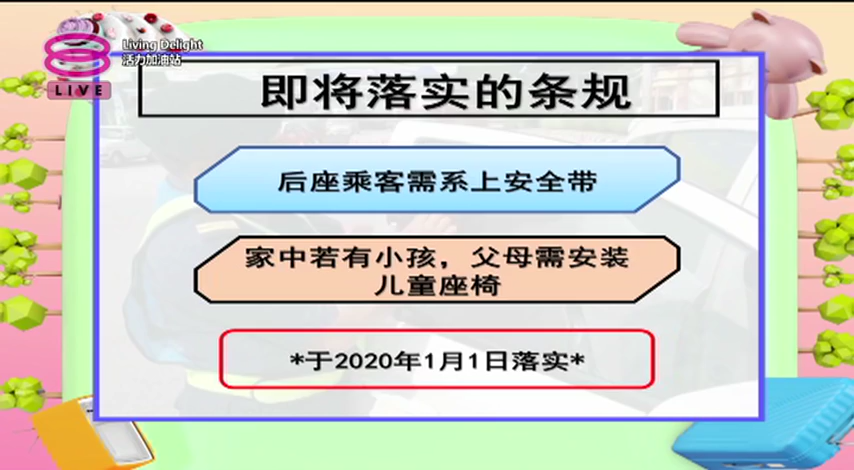 Living Delight
活力加油站
LIVE
即将落实的条规
后座乘客需系上安全带
家中若有小孩，父母需安装
儿童座椅
*于2020年1月1日落实*